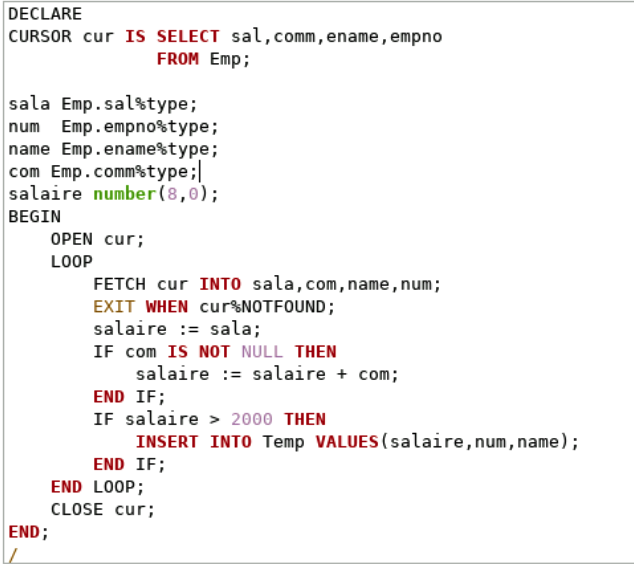 DECLARE
CURSOR cur IS SELECT sal,comm,ename,empno
              FROM Emp;

sala Emp.sal%type;
num  Emp.empno%type;
name Emp.ename%type;
com Emp.comm%type;
salaire number(8,0);
BEGIN
    OPEN cur;
    LOOP
        FETCH cur INTO sala,com,name,num;
        EXIT WHEN cur%NOTFOUND;
        salaire := sala;
        IF com IS NOT NULL THEN
            salaire := salaire + com;
        END IF;
        IF salaire > 2000 THEN
            INSERT INTO Temp VALUES(salaire,num,name);
        END IF;
    END LOOP;
    CLOSE cur;
END;
/